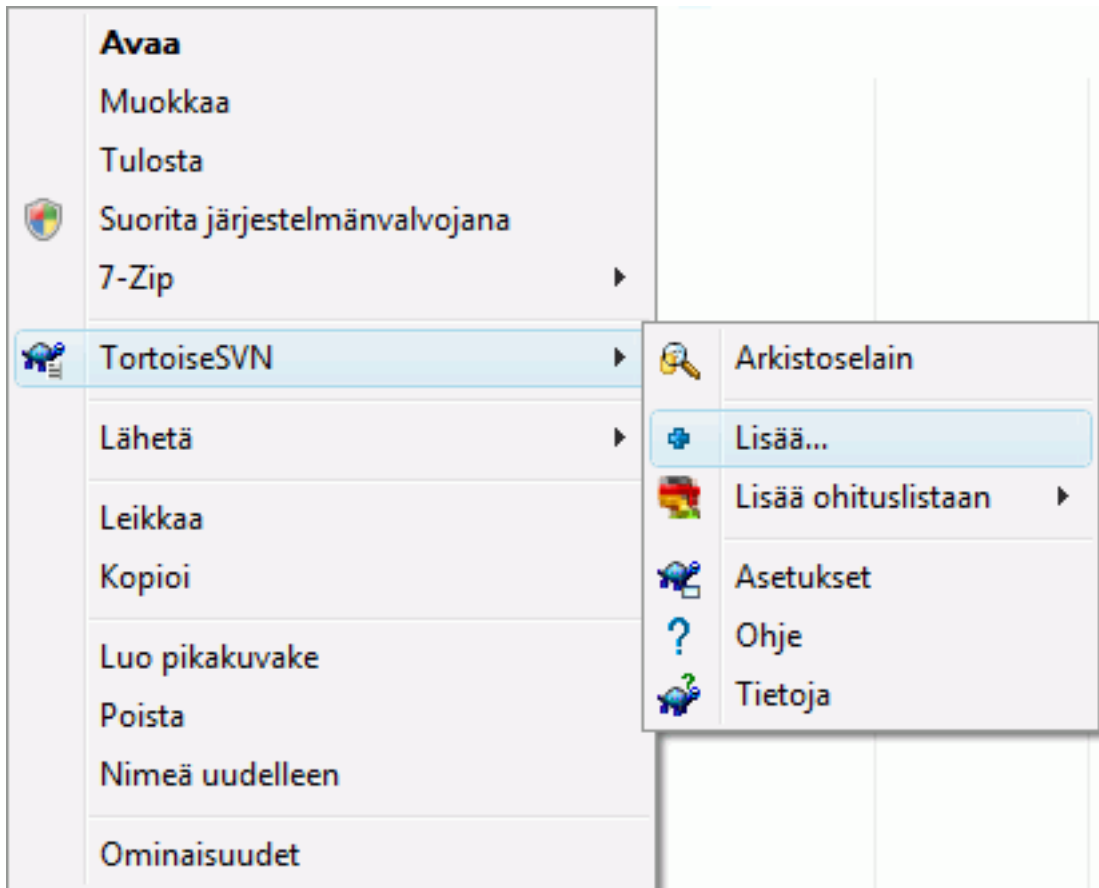 Avaa
Muokkaa
Tulosta
Suorita järjestelmänvalvojana
7-Zip
TortoiseSVN
Lähetä
Leikkaa
Kopioi
Luo pikakuvake
Poista
Nimeä uudelleen
Ominaisuudet
Arkistoselain
Lisää...
Lisää ohituslistaan
Asetukset
Ohje
Tietoja